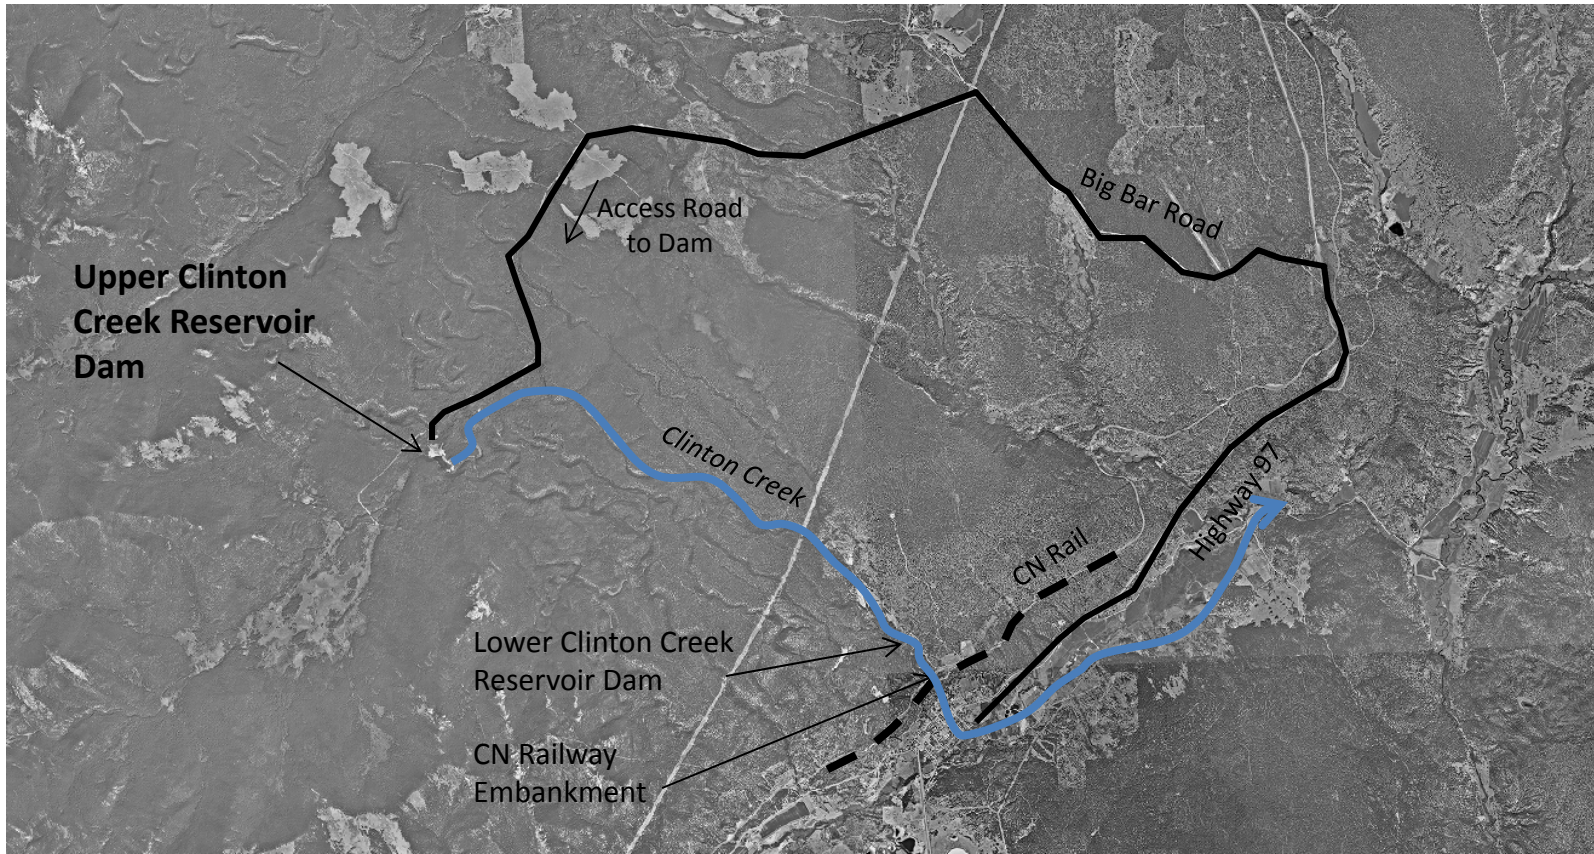 Big Bar Road
Access Road
to Dam
Upper Clinton
Creek Reservoir
Dam
Clinton Creek
Highway 97
CN Rail
Lower Clinton Creek
Reservoir Dam
CN Railway
Embankment